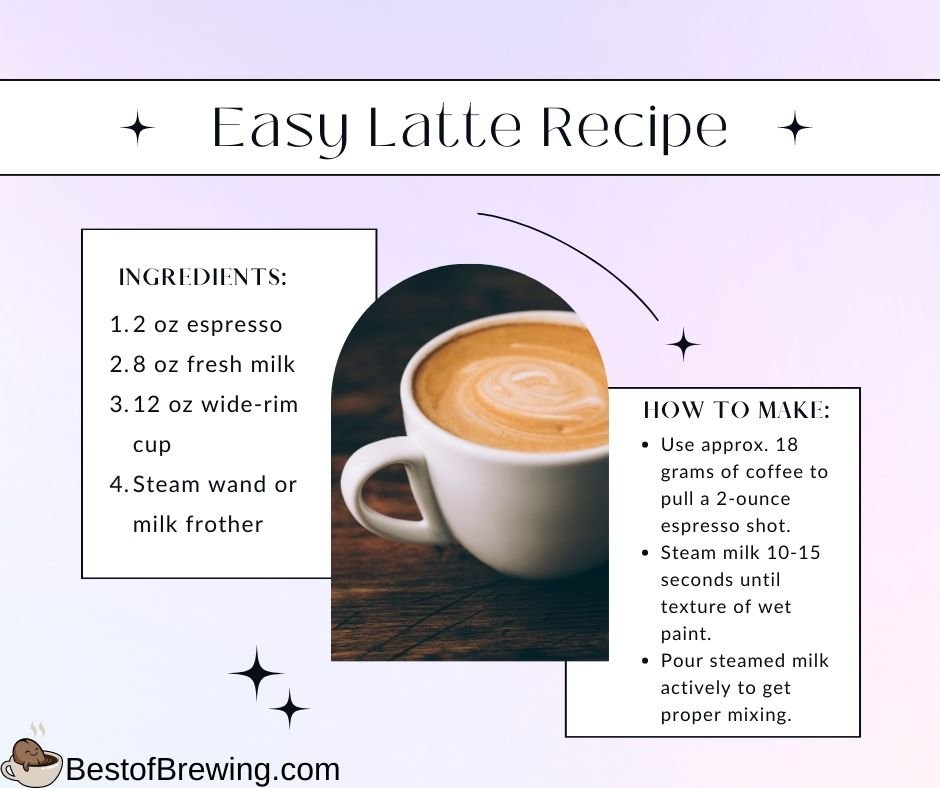 Easy Latte Recipe
INGREDIENTS:
1. 2 oz espresso
2. 8 oz fresh milk
3. 12 oz wide-rim
cup
4. Steam wand or
milk frother
HOW TO MAKE:
• Use approx. 18
grams of coffee to
pull a 2-ounce
espresso shot.
• Steam milk 10-15
seconds until
texture of wet
paint.
• Pour steamed milk
actively to get
proper mixing.
BestofBrewing.com